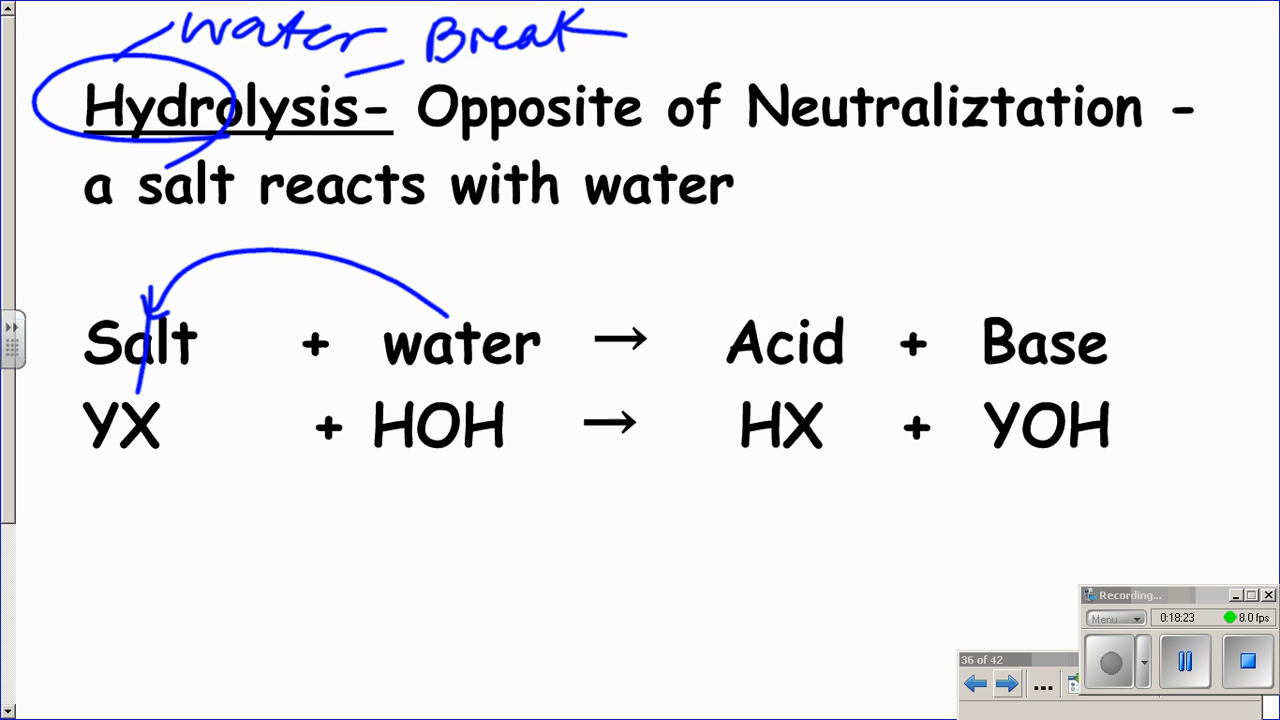 water Break
Hydrolysis- Opposite of Neutraliztation -
a salt reacts with water
Salt + water → Acid + Base
YX + HOH → HX + YOH
Recording...
Menu 0:18:23 8.0 fps
36 of 42
...